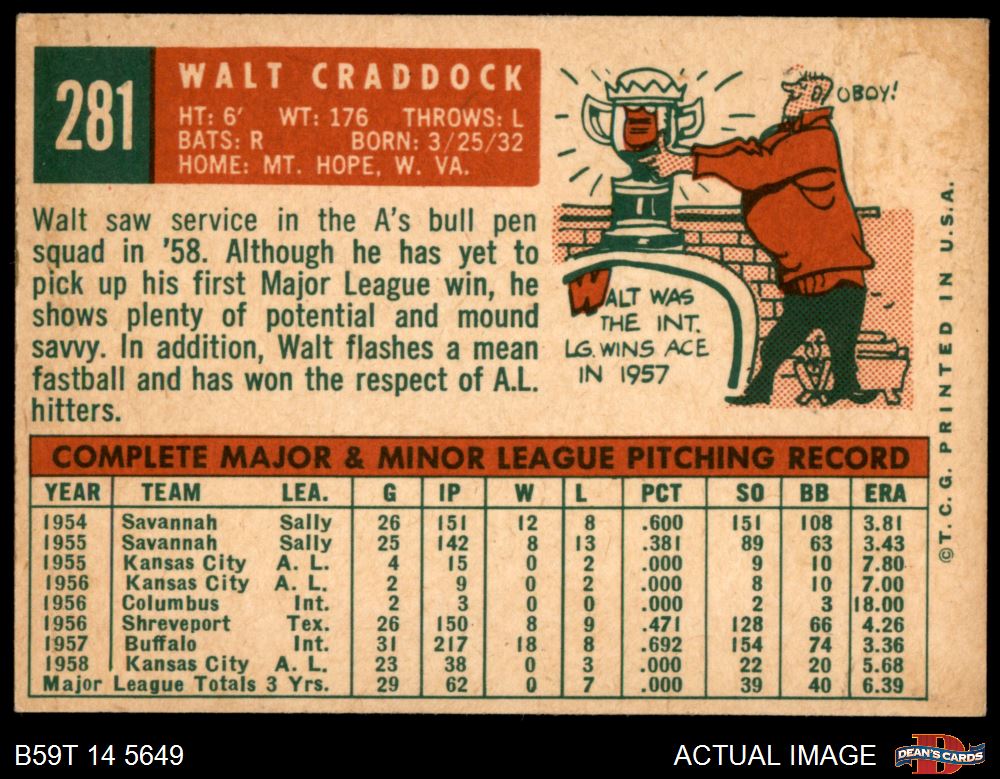 281
WALT CRADDOCK
HT: 6' WT: 176 THROWS: L
BATS: R BORN: 3/25/32
HOME: MT. HOPE, W. VA.
Walt saw service in the A's bull pen
squad in '58. Although he has yet to
pick up his first Major League win, he
shows plenty of potential and mound
savvy. In addition, Walt flashes a mean
fastball and has won the respect of A.L.
hitters.
OBOY!
1
WALT WAS
THE INT.
LG. WINS ACE
IN 1957
COMPLETE MAJOR & MINOR LEAGUE PITCHING RECORD
YEAR TEAM LEA. G IP W L PCT SO BB ERA
1954 Savannah Sally 26 151 12 8 .600 151 108 3.81
1955 Savannah Sally 25 142 8 13 .381 89 63 3.43
1955 Kansas City A. L. 4 15 0 2 .000 9 10 7.80
1956 Kansas City A. L. 2 9 0 2 .000 8 10 7.00
1956 Columbus Int. 2 3 0 0 .000 2 3 18.00
1956 Shreveport Tex. 26 150 8 9 .471 128 66 4.26
1957 Buffalo Int. 31 217 18 8 .692 154 74 3.36
1958 Kansas City A. L. 23 38 0 3 .000 22 20 5.68
Major League Totals 3 Yrs. 29 62 0 7 .000 39 40 6.39
© T. C. G. PRINTED IN U.S.A.
B59T 14 5649
ACTUAL IMAGE
DEAN'S CARDS